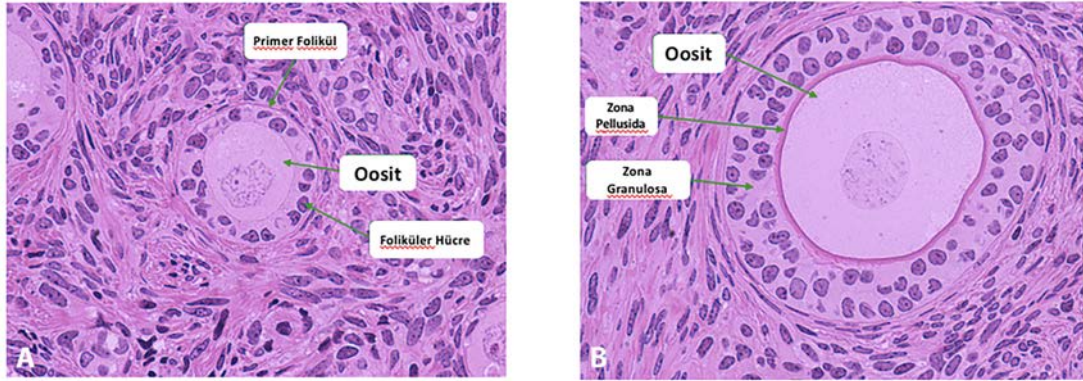 Primer Folikül
Oosit
Foliküler Hücre
A
Oosit
Zona
Pellusida
Zona
Granulosa
B